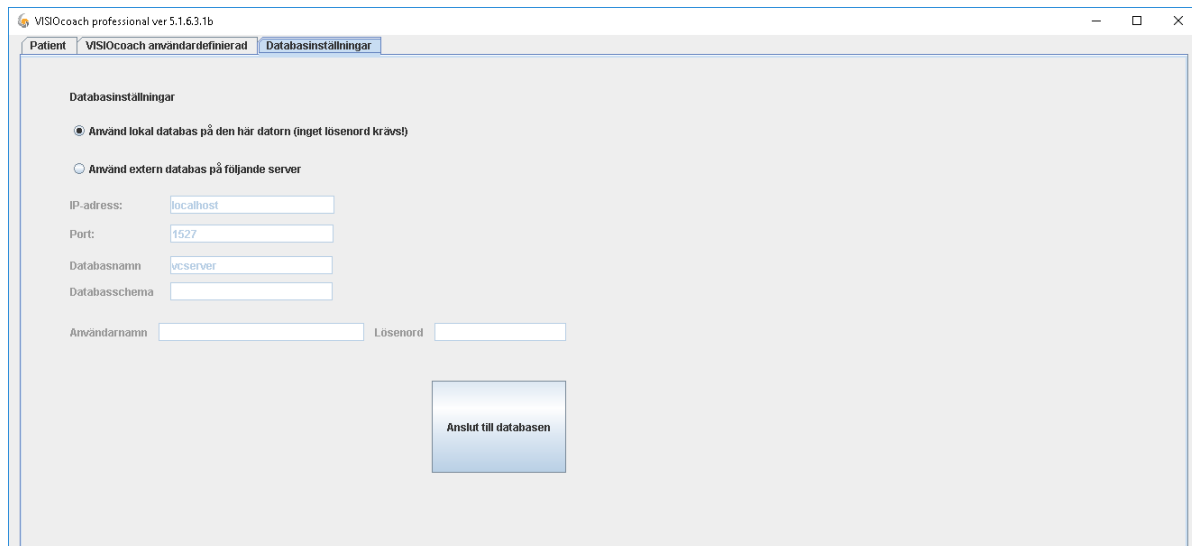 VISIOcoach professional ver 5.1.6.3.1b
Patient VISIOcoach användardefinierad Databasinställningar
Databasinställningar
Använd lokal databas på den här datorn (inget lösenord krävs!)
Använd extern databas på följande server
IP-adress: localhost
Port: 1527
Databasnamn vcserver
Databasschema
Användarnamn Lösenord
Anslut till databasen